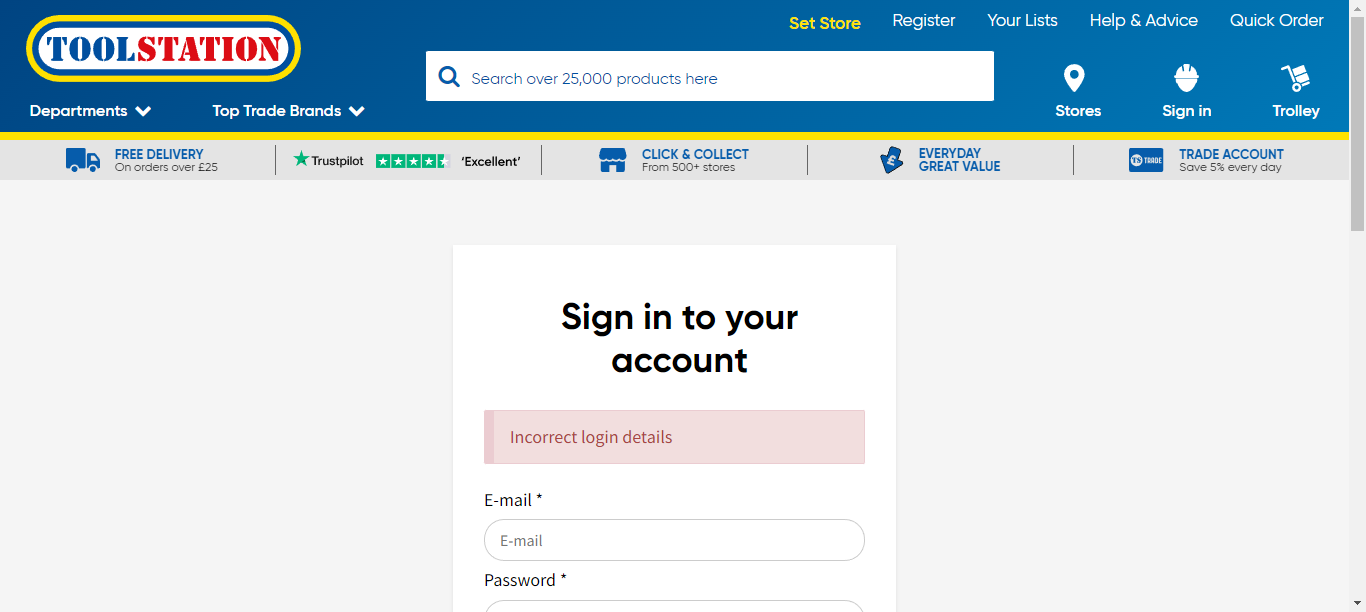 TOOLSTATION
Set Store
Register
Your Lists
Help & Advice
Quick Order
Search over 25,000 products here
Stores
Sign in
Trolley
Departments
Top Trade Brands
FREE DELIVERY
On orders over £25
Trustpilot
'Excellent'
CLICK & COLLECT
From 500+ stores
£
EVERYDAY
GREAT VALUE
TS TRADE
TRADE ACCOUNT
Save 5% every day
Sign in to your
account
Incorrect login details
E-mail *
E-mail
Password *